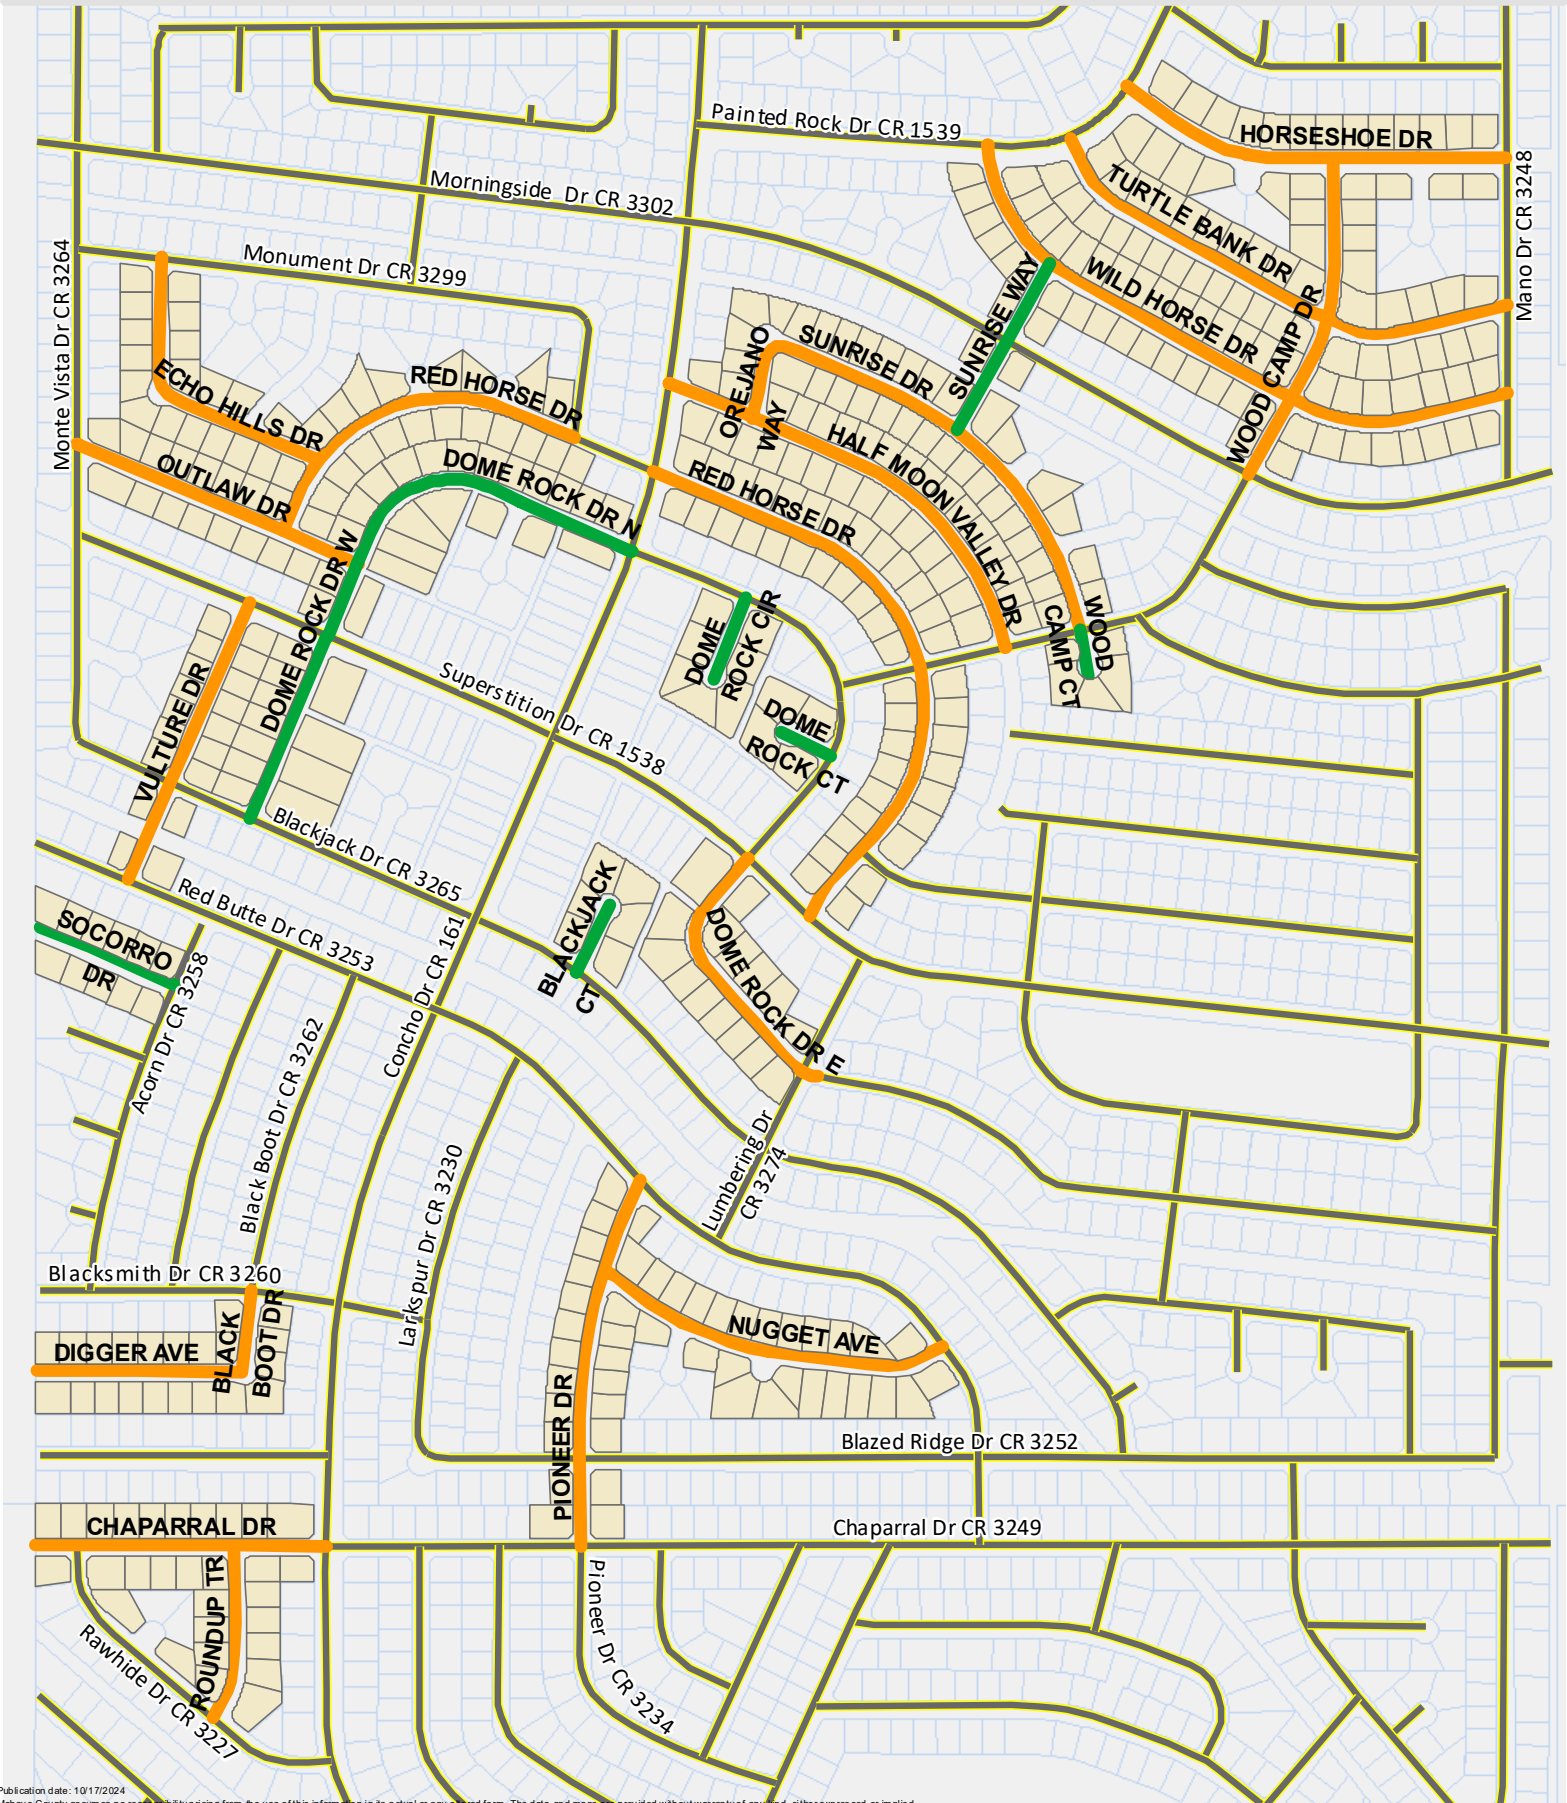 Painted Rock Dr CR 1539
HORSESHOE DR
Mano Dr CR 3248
Morningside Dr CR 3302
TURTLE BANK DR
Monte Vista Dr CR 3264
Monument Dr CR 3299
WILD HORSE DR
SUNRISE WAY
WOOD CAMP DR
OREJANO
WAY
SUNRISE DR
ECHO HILLS DR
RED HORSE DR
HALF MOON VALLEY DR
OUTLAW DR
DOME ROCK DR N
RED HORSE DR
DOME ROCK DR W
DOME
ROCK CIR
WOOD
CAMP CT
VULTURE DR
Superstition Dr CR 1538
DOME
ROCK CT
Blackjack Dr CR 3265
Red Butte Dr CR 3253
BLACKJACK
CT
SOCORRO
DR
DOME ROCK DR E
Acorn Dr CR 3258
Concho Dr CR 161
Black Boot Dr CR 3262
Larkspur Dr CR 3230
Lumbering Dr
CR 3274
Blacksmith Dr CR 3260
DIGGER AVE
BLACK
BOOT DR
NUGGET AVE
PIONEER DR
Blazed Ridge Dr CR 3252
CHAPARRAL DR
Chaparral Dr CR 3249
ROUNDUP TR
Rawhide Dr CR 3227
Pioneer Dr CR 3234
Publication date: 10/17/2024